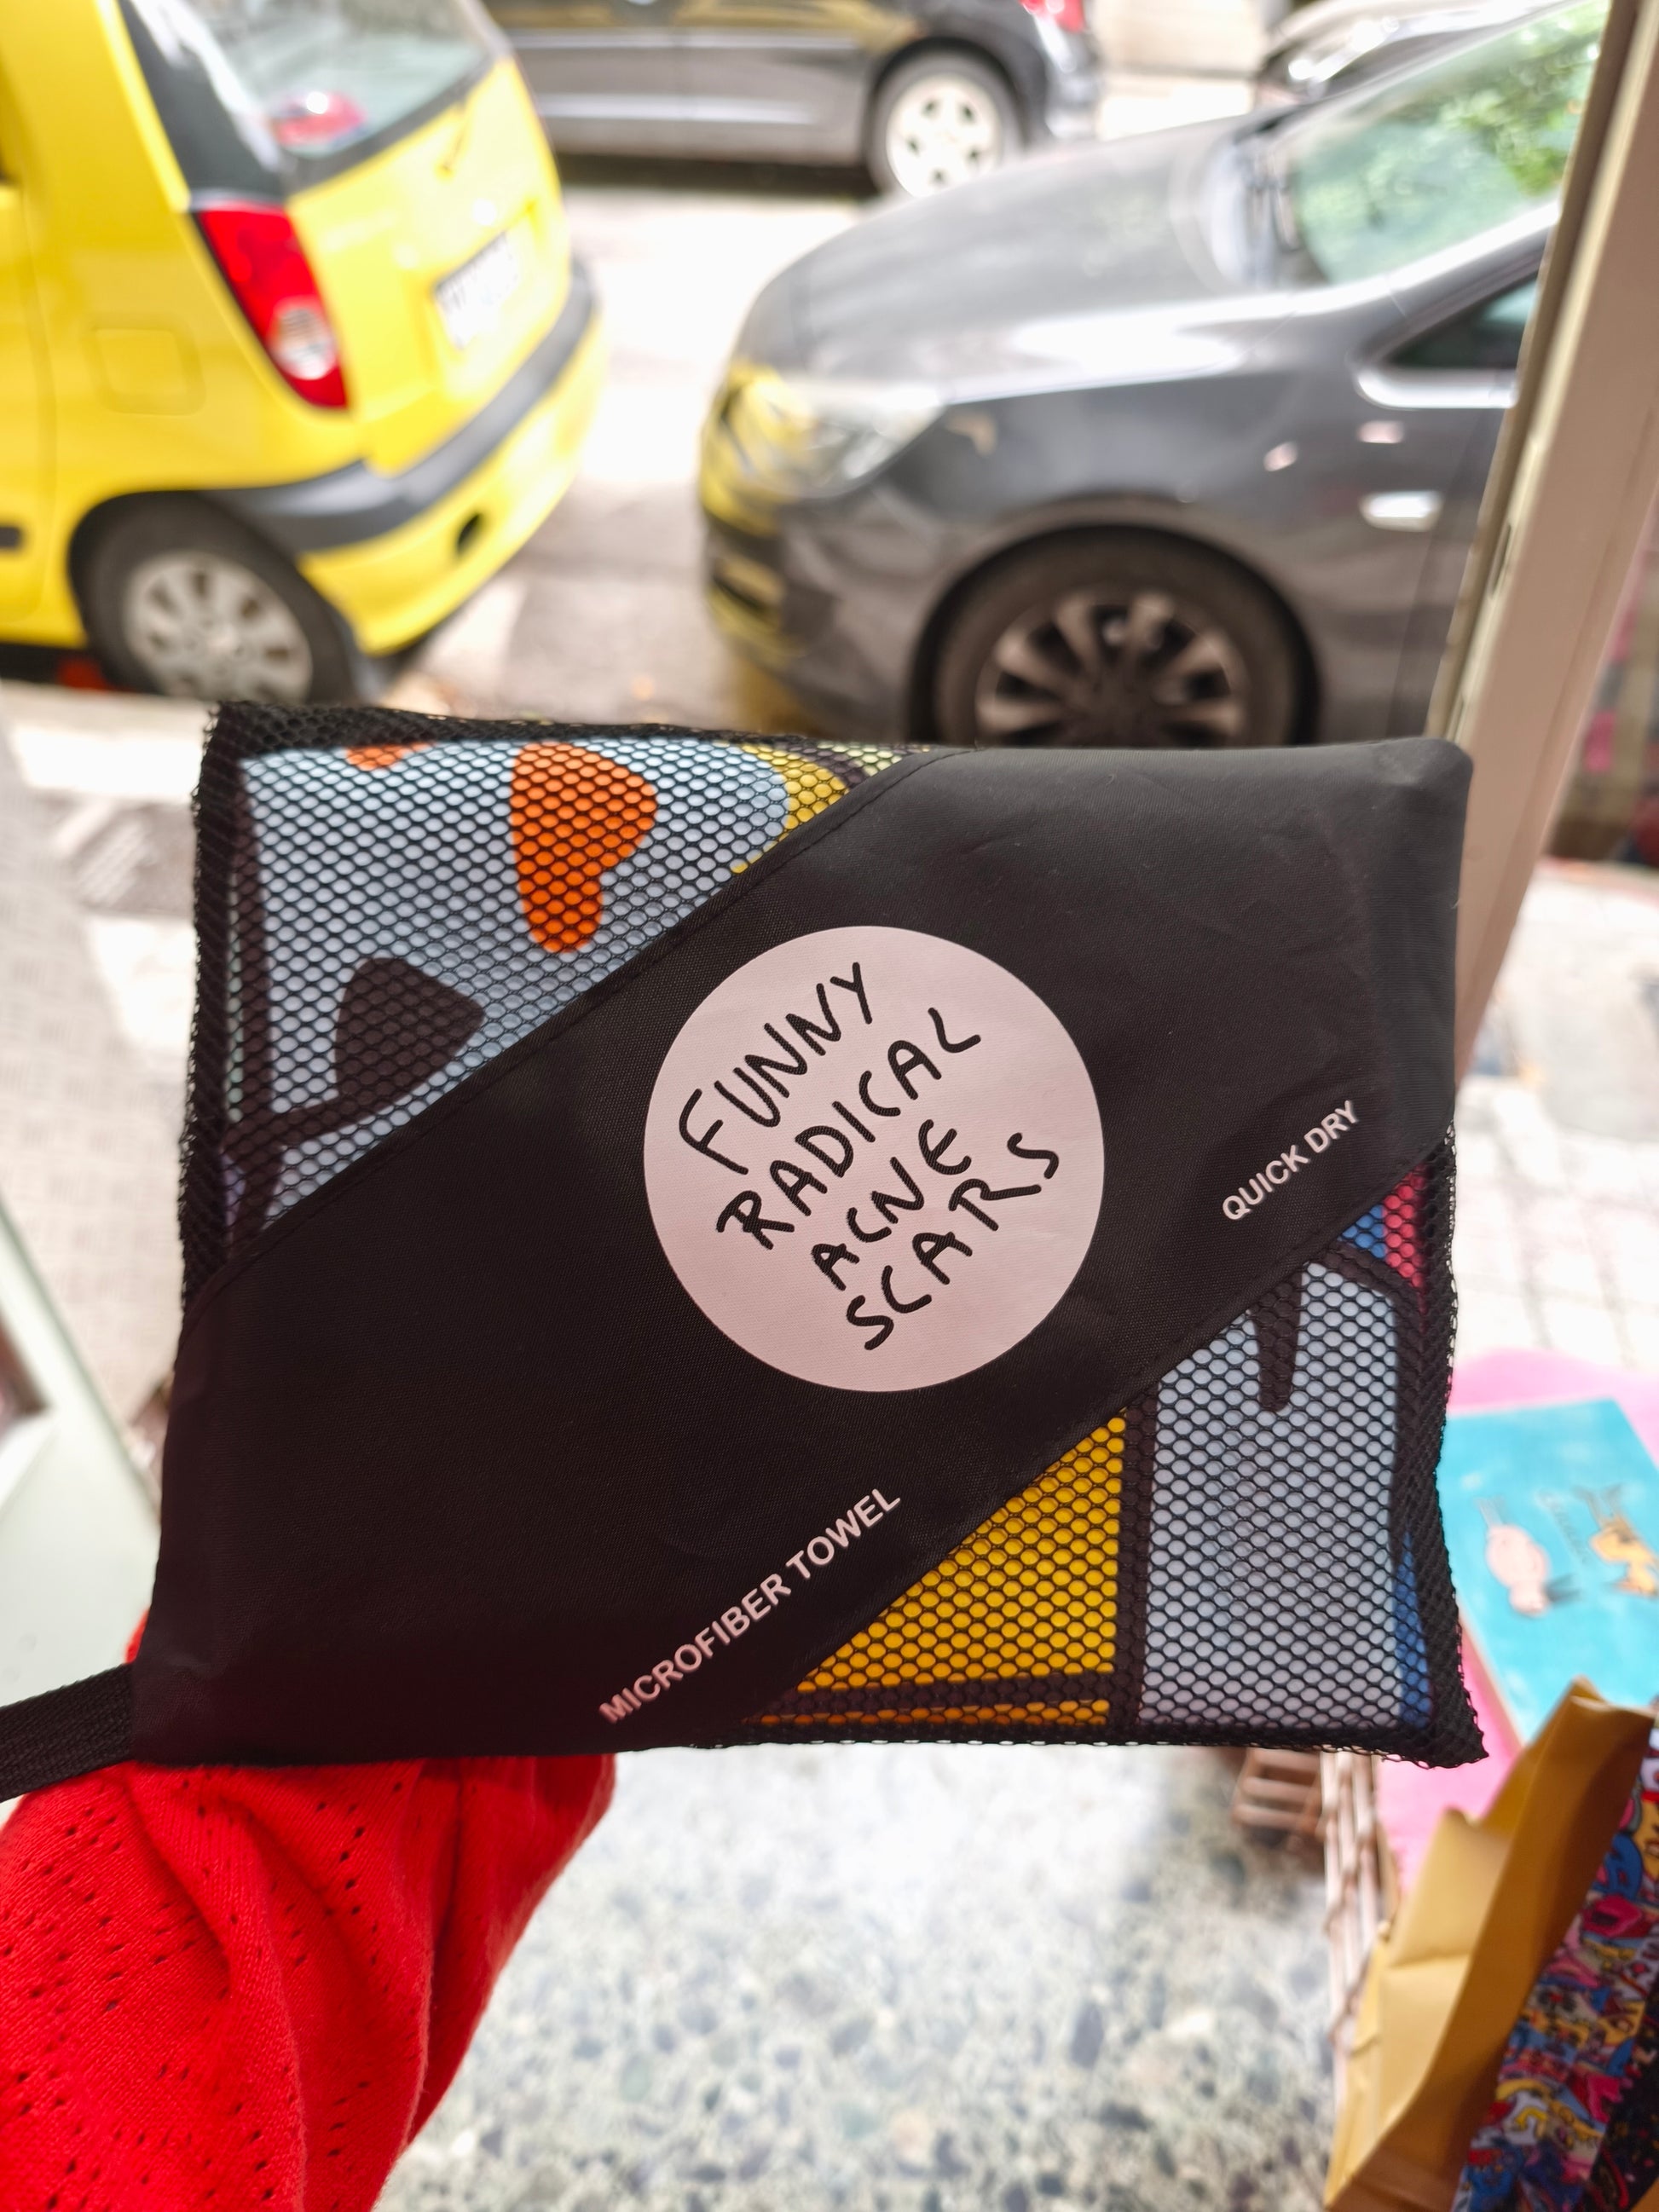 FUNNY
RADICAL
ACNE
SCARS
QUICK DRY
MICROFIBER TOWEL